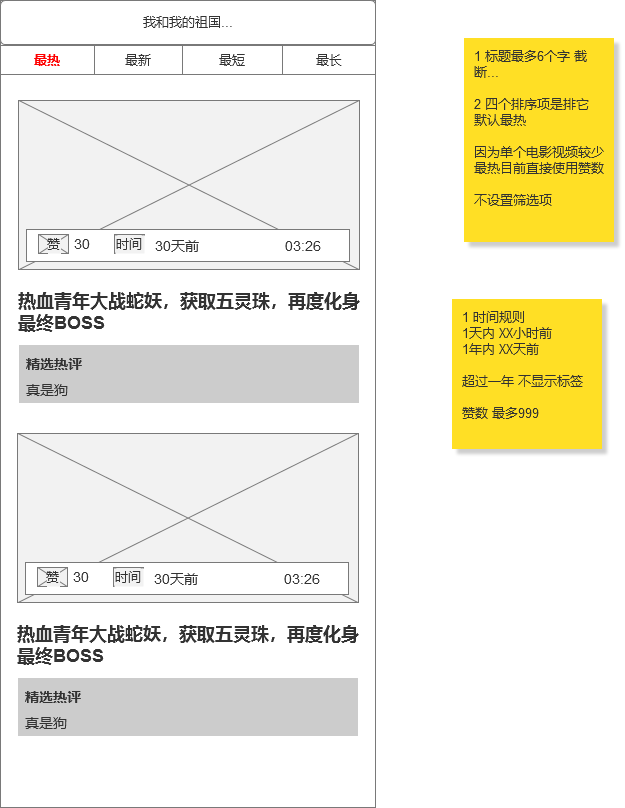 我和我的祖国...
最热 最新 最短 最长
赞 30 时间 30天前 03:26
热血青年大战蛇妖，获取五灵珠，再度化身
最终BOSS
精选热评
真是狗
赞 30 时间 30天前 03:26
热血青年大战蛇妖，获取五灵珠，再度化身
最终BOSS
精选热评
真是狗
1 标题最多6个字 截
断...
2 四个排序项是排它
默认最热
因为单个电影视频较少
最热目前直接使用赞数
不设置筛选项
1 时间规则
1天内 XX小时前
1年内 XX天前
超过一年 不显示标签
赞数 最多999